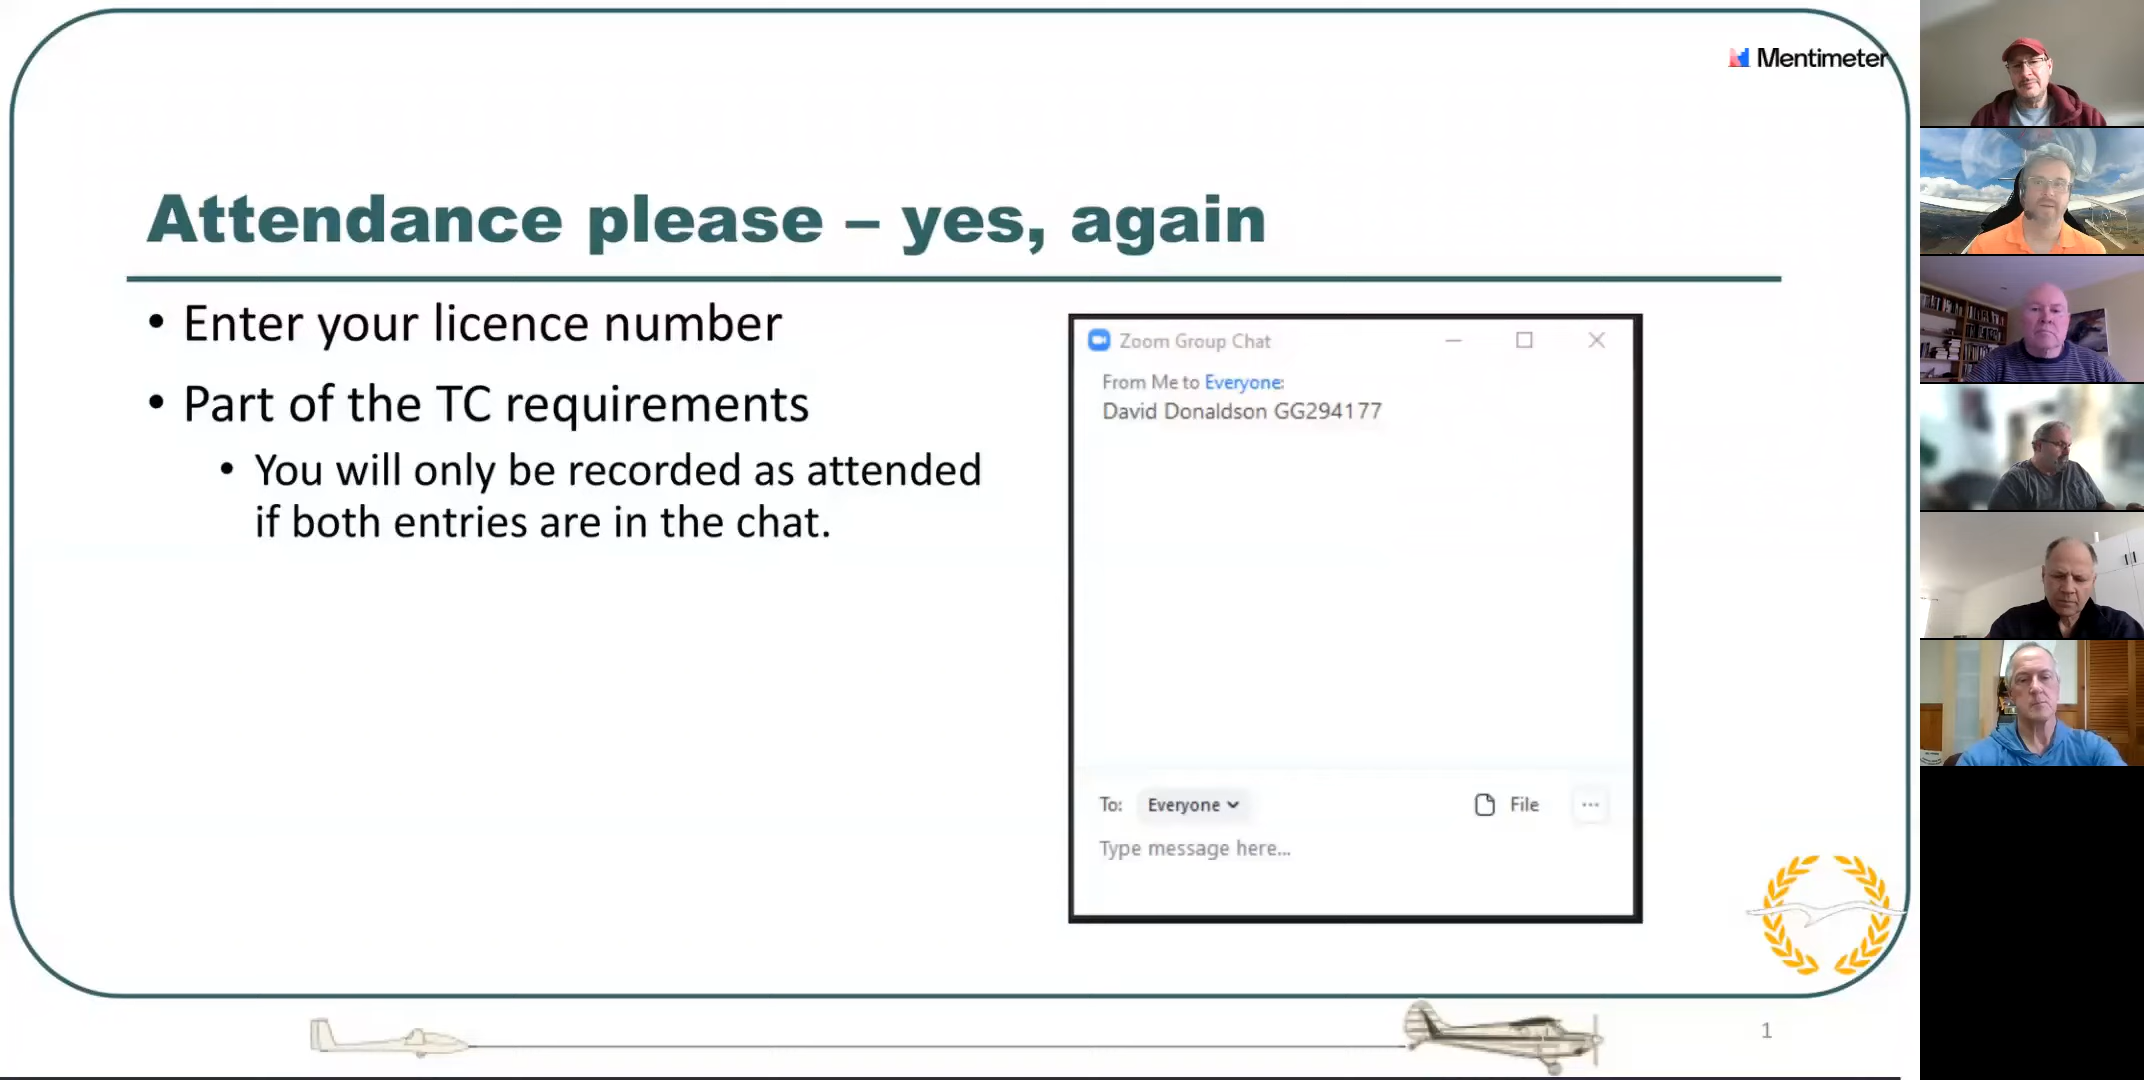 Mentimeter
Attendance please – yes, again
• Enter your licence number
• Part of the TC requirements
• You will only be recorded as attended
if both entries are in the chat.
Zoom Group Chat
From Me to Everyone:
David Donaldson GG294177
To: Everyone
File
Type message here...
1